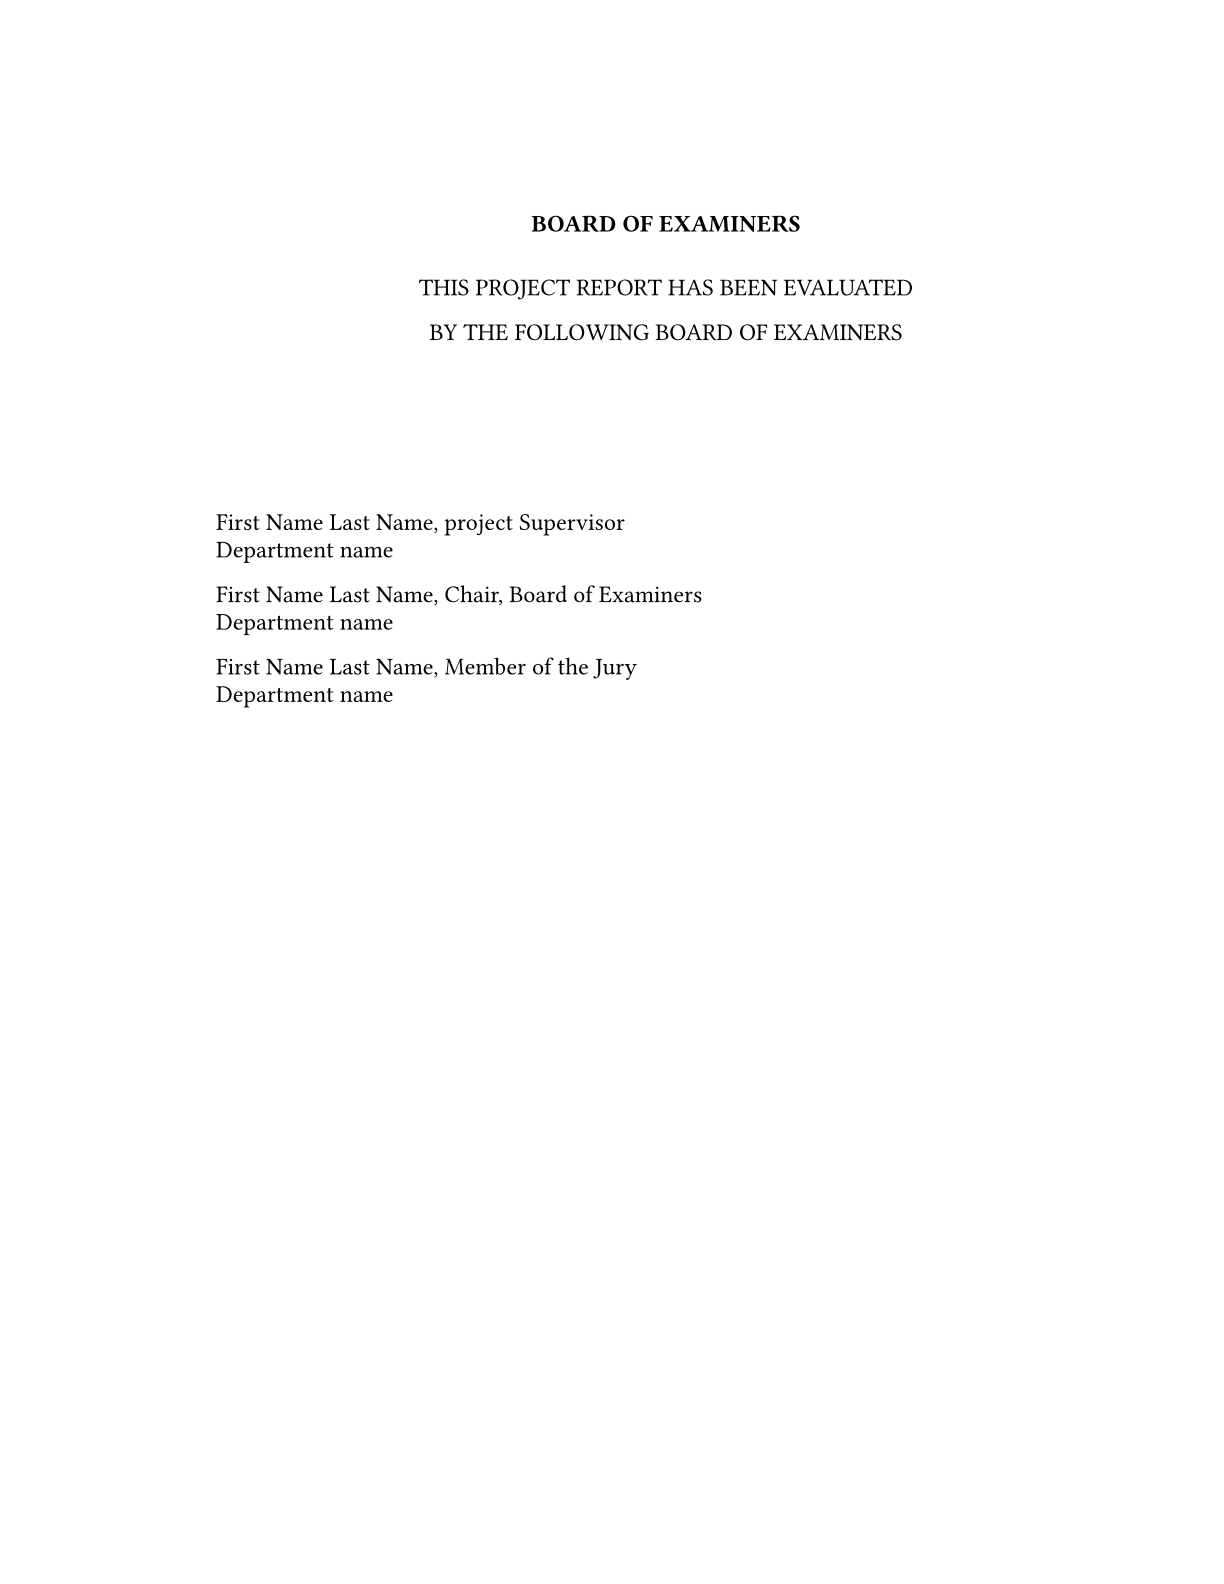 BOARD OF EXAMINERS
THIS PROJECT REPORT HAS BEEN EVALUATED
BY THE FOLLOWING BOARD OF EXAMINERS
First Name Last Name, project Supervisor
Department name
First Name Last Name, Chair, Board of Examiners
Department name
First Name Last Name, Member of the Jury
Department name